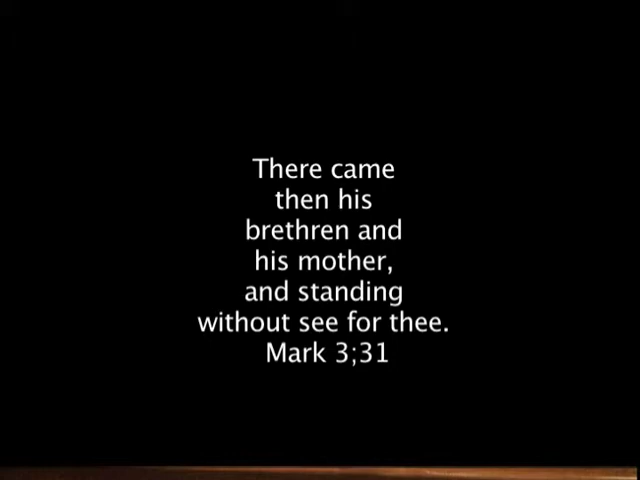 There came
then his
brethren and
his mother,
and standing
without see for thee.
Mark 3;31